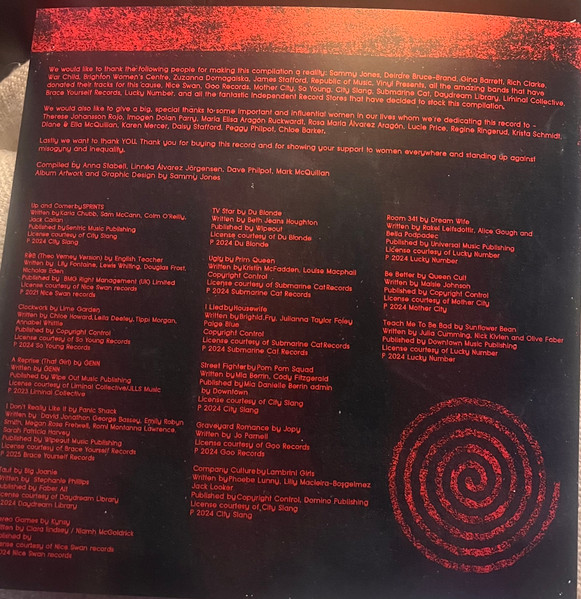 We would like to thank the following people for making this compilation a reality: Sammy Jones, Deirdre Bruce-Brand, Gina Barrett, Rich Clarke,
War Child, Brighton Women's Centre, Zuzanna Domagalska, James Stafford, Republic of Music, Vinyl Presents, all the amazing bands that have
donated their tracks for this cause, Nice Swan, Goo Records, Mother City, So Young, City Slang, Submarine Cat, Daydream Library, Liminal Collective,
Brace Yourself Records, Lucky Number, and all the fantastic Independent Record Stores that have decided to stock this compilation.
We would also like to give a big, special thanks to some important and influential women in our lives whom we're dedicating this record to -
Therese Johansson Rojo, Imogen Dolan Parry, Maria Elisa Aragón Ruckwardt, Rosa Maria Álvarez Aragón, Lucie Price, Regine Ringerud, Krista Schmidt,
Diane & Ella McQuillan, Karen Mercer, Daisy Stafford, Peggy Philpot, Chloe Barker.
Lastly we want to thank YOU. Thank you for buying this record and for showing your support to women everywhere and standing up against
misogyny and inequality.
Compiled by Anna Stabell, Linnéa Álvarez Jörgensen, Dave Philpot, Mark McQuillan
Album Artwork and Graphic Design by Sammy Jones
Up and Comer by SPRINTS
Written by Karla Chubb, Sam McCann, Colm O'Reilly,
Jack Callan
Published by Sentric Music Publishing
License courtesy of City Slang
P 2024 City Slang
R&B (Theo Verney Version) by English Teacher
Written by: Lily Fontaine, Lewis Whiting, Douglas Frost,
Nicholas Eden
Published by BMG Right Management (UK) Limited
License courtesy of Nice Swan records
P 2021 Nice Swan records
Clockwork by Lime Garden
Written by Chloe Howard, Leila Deeley, Tippi Morgan,
Annabel Whittle
Published by Copyright Control
License courtesy of So Young Records
P 2024 So Young Records
A Reprise (That Girl) by GENN
Written by GENN
Published by Wipe Out Music Publishing
License courtesy of Liminal Collective/JLLS Music
P 2023 Liminal Collective
I Don't Really Like it by Panic Shack
Written by: David Jonathon George Bassey, Emily Robyn
Smith, Megan Rose Fretwell, Romi Montanna Lawrence,
Sarah Patricia Harvey
Published by Wipeout Music Publishing
License courtesy of Brace Yourself Records
P 2023 Brace Yourself Records
aut by Big Joanie
Written by Stephanie Phillips
Published by Faber Alt
cense courtesy of Daydream Library
2024 Daydream Library
Games by Kynsy
en by Ciara Lindsey / Niamh McGoldrick
lished by
ense courtesy of Nice Swan records
24 Nice Swan records
TV Star by Du Blonde
Written by Beth Jeans Houghton
Published by Wipeout
License courtesy of Du Blonde
P 2024 Du Blonde
Ugly by Prim Queen
Written by Kristin McFadden, Louise Macphail
Copyright Control
License courtesy of Submarine Cat Records
P 2024 Submarine Cat Records
I Lied by Housewife
Written by Brighid Fry, Julianna Taylor Foley
Paige Blue
Copyright Control
License courtesy of Submarine Cat Records
P 2024 Submarine Cat Records
Street Fighter by Pom Pom Squad
Written by Mia Berrin, Cody Fitzgerald
Published by Mia Danielle Berrin admin
by Downtown
License courtesy of City Slang
P 2024 City Slang
Graveyard Romance by Jopy
Written by Jo Parnell
License courtesy of Goo Records
P 2024 Goo Records
Company Culture by Lambrini Girls
Written by Phoebe Lunny, Lilly Macieira-Boşgelmez
Jack Looker
Published by Copyright Control, Domino Publishing
License courtesy of City Slang
P 2024 City Slang
Room 341 by Dream Wife
Written by Rakel Leifsdottir, Alice Gough and
Bella Podpadec
Published by Universal Music Publishing
License courtesy of Lucky Number
P 2024 Lucky Number
Be Better by Queen Cult
Written by Maisie Johnson
Published by Copyright Control
License courtesy of Mother City
P 2024 Mother City
Teach Me To Be Bad by Sunflower Bean
Written by Julia Cumming, Nick Kivlen and Olive Faber
Published by Downtown Music Publishing
License courtesy of Lucky Number
P 2024 Lucky Number